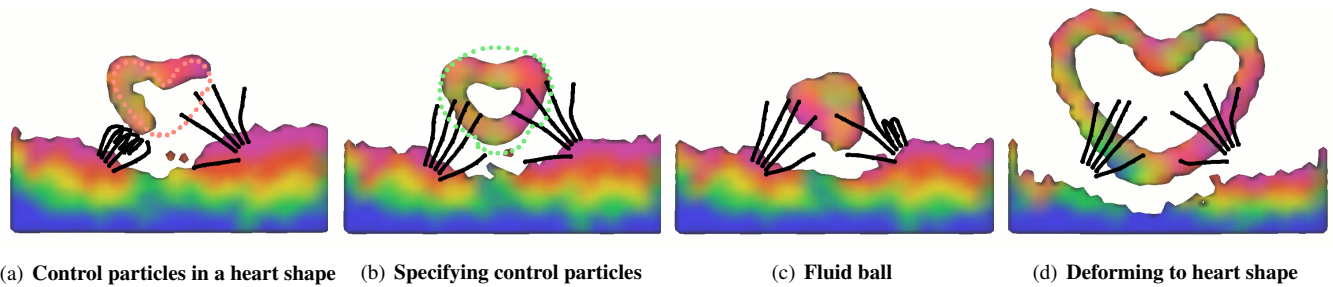 (a) Control particles in a heart shape
(b) Specifying control particles
(c) Fluid ball
(d) Deforming to heart shape